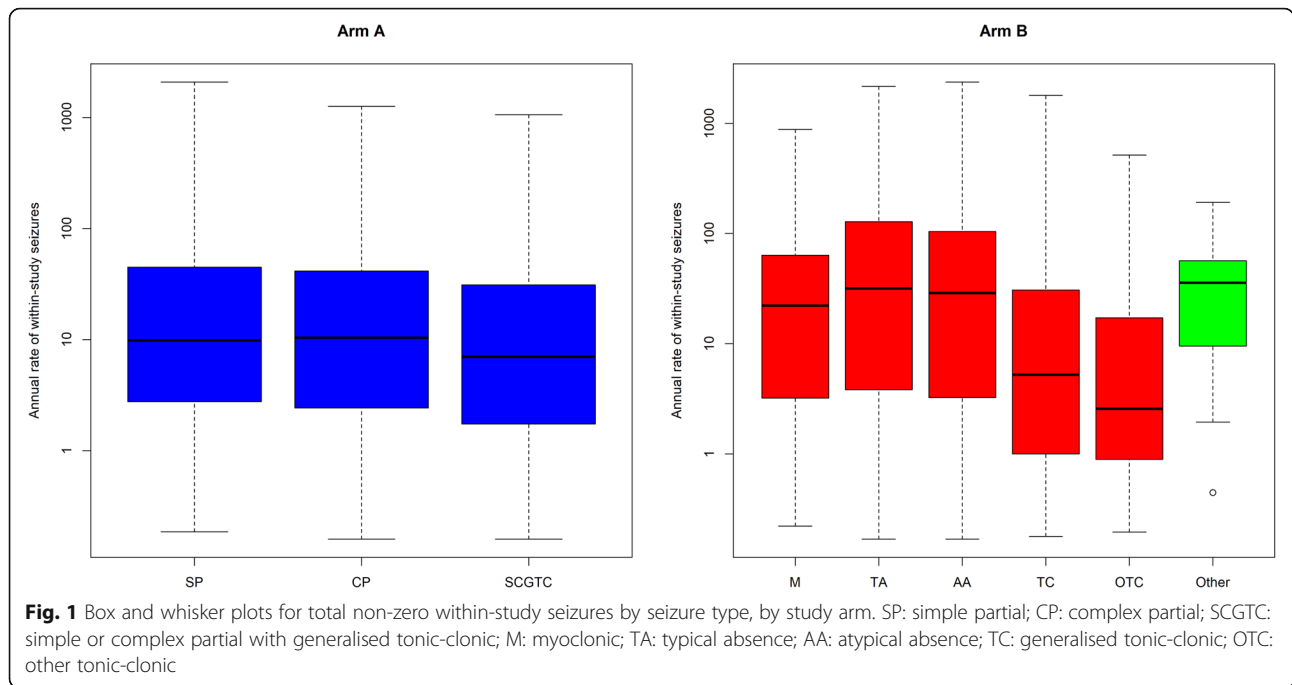 Arm A
Arm B
Annual rate of within-study seizures
1000
100
10
1
SP CP SCGTC
Annual rate of within-study seizures
1000
100
10
1
M TA AA TC OTC Other
Fig. 1 Box and whisker plots for total non-zero within-study seizures by seizure type, by study arm. SP: simple partial; CP: complex partial; SCGTC:
simple or complex partial with generalised tonic-clonic; M: myoclonic; TA: typical absence; AA: atypical absence; TC: generalised tonic-clonic; OTC:
other tonic-clonic